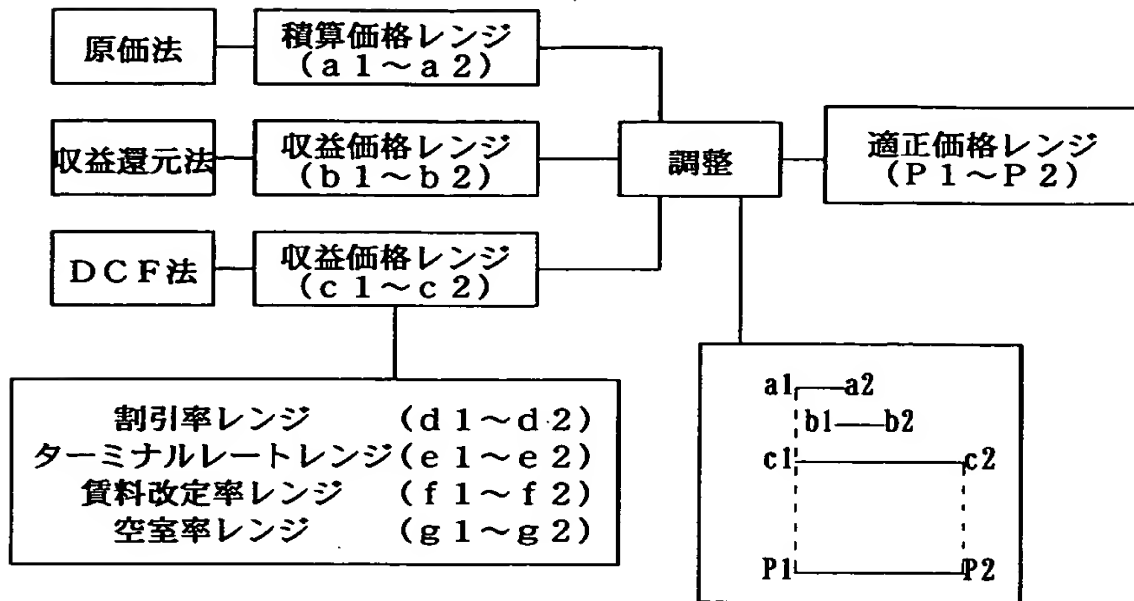 原価法
積算価格レンジ
(a1～a2)
収益還元法
収益価格レンジ
(b1～b2)
調整
適正価格レンジ
(P1～P2)
DCF法
収益価格レンジ
(c1～c2)
割引率レンジ (d1～d2)
ターミナルレートレンジ(e1～e2)
賃料改定率レンジ (f1～f2)
空室率レンジ (g1～g2)
a1 a2
b1 b2
c1 c2
P1 P2